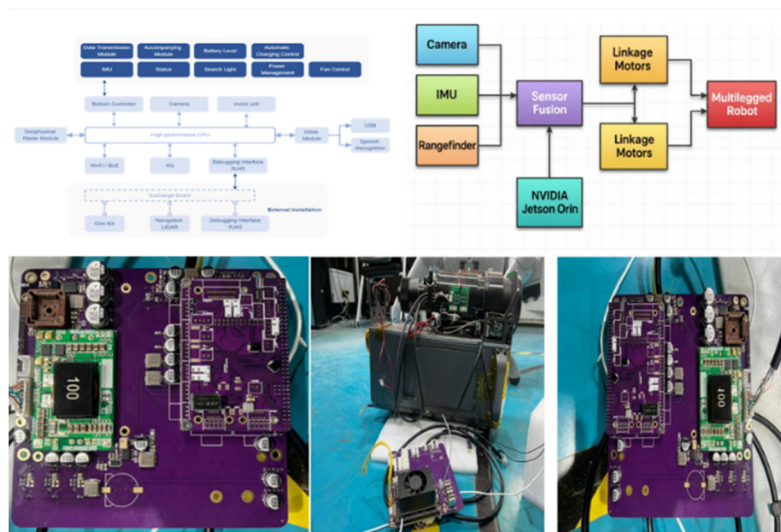 Data Transmission
Module
Accompanying
Module
Battery Level
Automatic
Charging Control
IMU
Status
Search Light
Power
Management
Fan Control
Bottom Controller
Camera
motor unit
Geophysical
Radar Module
High performance CPU
Voice
Module
USB
Speech
Recognition
Wi-Fi / BLE
4G
Debugging Interface
RJ45
Exchange Board
External Installation
Orin NX
Navigation
LIDAR
Debugging Interface
RJ45
Camera
IMU
Rangefinder
Sensor
Fusion
NVIDIA
Jetson Orin
Linkage
Motors
Linkage
Motors
Multilegged
Robot
100
100